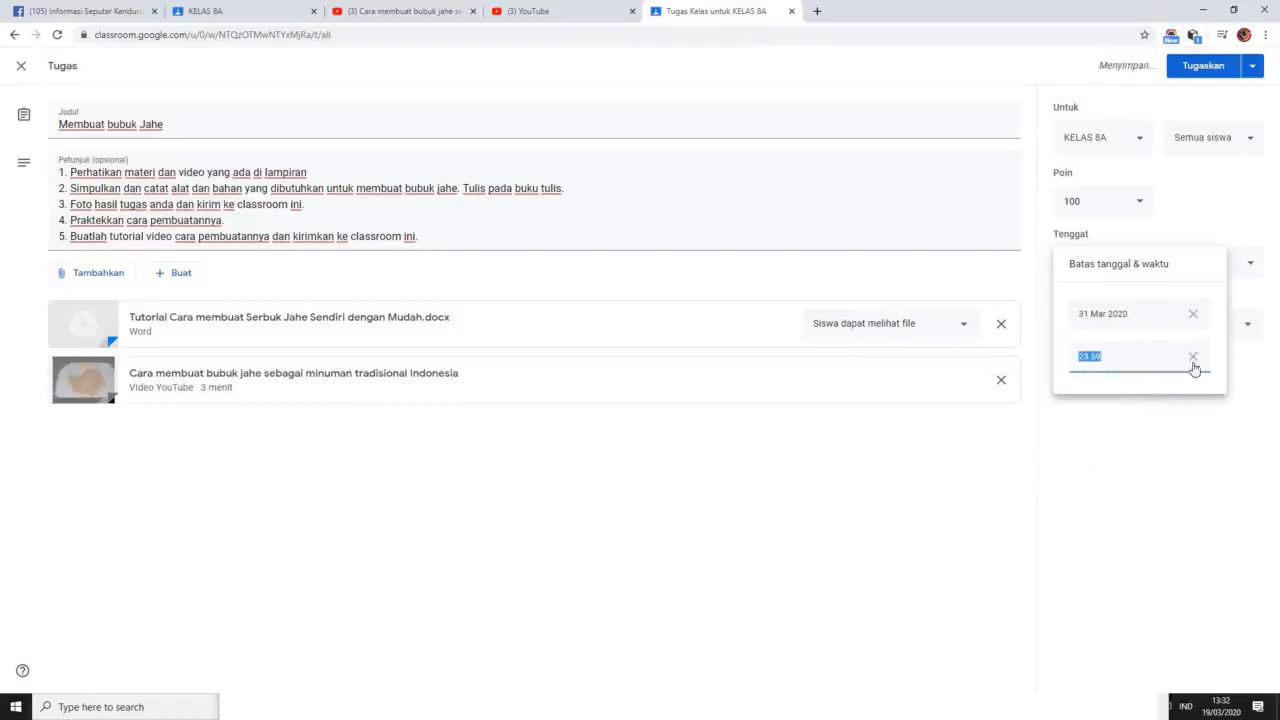 (105) Informasi Seputar Kenduru
KELAS 8A
(3) Cara membuat bubuk jahe se
(3) YouTube
Tugas Kelas untuk KELAS 8A
classroom.google.com/u/0/w/NTQzOTMwNTYxMjRa/t/all
New
1
Tugas
Menyimpan...
Tugaskan
Judul
Membuat bubuk Jahe
Petunjuk (opsional)
1. Perhatikan materi dan video yang ada di lampiran
2. Simpulkan dan catat alat dan bahan yang dibutuhkan untuk membuat bubuk jahe. Tulis pada buku tulis.
3. Foto hasil tugas anda dan kirim ke classroom ini.
4. Praktekkan cara pembuatannya.
5. Buatlah tutorial video cara pembuatannya dan kirimkan ke classroom ini.
Tambahkan
Buat
Tutorial Cara membuat Serbuk Jahe Sendiri dengan Mudah.docx
Word
Siswa dapat melihat file
Cara membuat bubuk jahe sebagai minuman tradisional Indonesia
Video YouTube 3 menit
Untuk
KELAS 8A
Semua siswa
Poin
100
Tenggat
Batas tanggal & waktu
31 Mar 2020
23.59
Type here to search
IND
13:32
19/03/2020